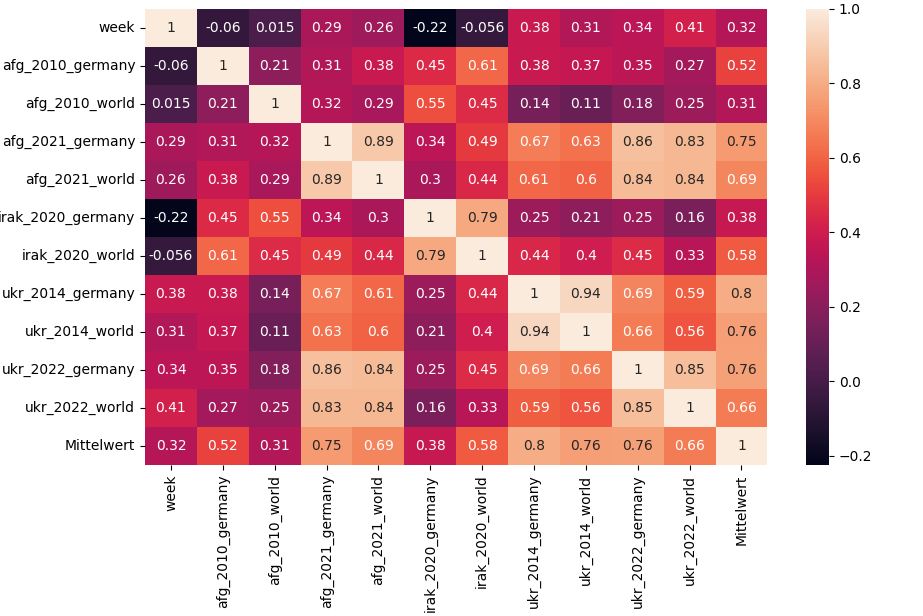 week 1 -0.06 0.015 0.29 0.26 -0.22 -0.056 0.38 0.31 0.34 0.41 0.32
afg_2010_germany -0.06 1 0.21 0.31 0.38 0.45 0.61 0.38 0.37 0.35 0.27 0.52
afg_2010_world 0.015 0.21 1 0.32 0.29 0.55 0.45 0.14 0.11 0.18 0.25 0.31
afg_2021_germany 0.29 0.31 0.32 1 0.89 0.34 0.49 0.67 0.63 0.86 0.83 0.75
afg_2021_world 0.26 0.38 0.29 0.89 1 0.3 0.44 0.61 0.6 0.84 0.84 0.69
irak_2020_germany -0.22 0.45 0.55 0.34 0.3 1 0.79 0.25 0.21 0.25 0.16 0.38
irak_2020_world -0.056 0.61 0.45 0.49 0.44 0.79 1 0.44 0.4 0.45 0.33 0.58
ukr_2014_germany 0.38 0.38 0.14 0.67 0.61 0.25 0.44 1 0.94 0.69 0.59 0.8
ukr_2014_world 0.31 0.37 0.11 0.63 0.6 0.21 0.4 0.94 1 0.66 0.56 0.76
ukr_2022_germany 0.34 0.35 0.18 0.86 0.84 0.25 0.45 0.69 0.66 1 0.85 0.76
ukr_2022_world 0.41 0.27 0.25 0.83 0.84 0.16 0.33 0.59 0.56 0.85 1 0.66
Mittelwert 0.32 0.52 0.31 0.75 0.69 0.38 0.58 0.8 0.76 0.76 0.66 1
week
afg_2010_germany
afg_2010_world
afg_2021_germany
afg_2021_world
irak_2020_germany
irak_2020_world
ukr_2014_germany
ukr_2014_world
ukr_2022_germany
ukr_2022_world
Mittelwert
1.0
0.8
0.6
0.4
0.2
0.0
−0.2